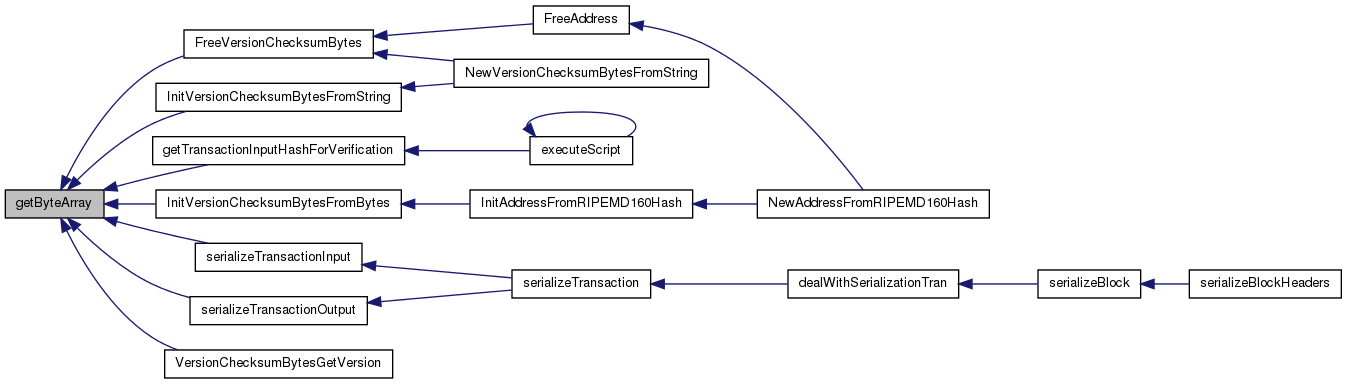 FreeAddress
FreeVersionChecksumBytes
NewVersionChecksumBytesFromString
InitVersionChecksumBytesFromString
getTransactionInputHashForVerification
executeScript
getByteArray
InitVersionChecksumBytesFromBytes
InitAddressFromRIPEMD160Hash
NewAddressFromRIPEMD160Hash
serializeTransactionInput
serializeTransaction
dealWithSerializationTran
serializeBlock
serializeBlockHeaders
serializeTransactionOutput
VersionChecksumBytesGetVersion